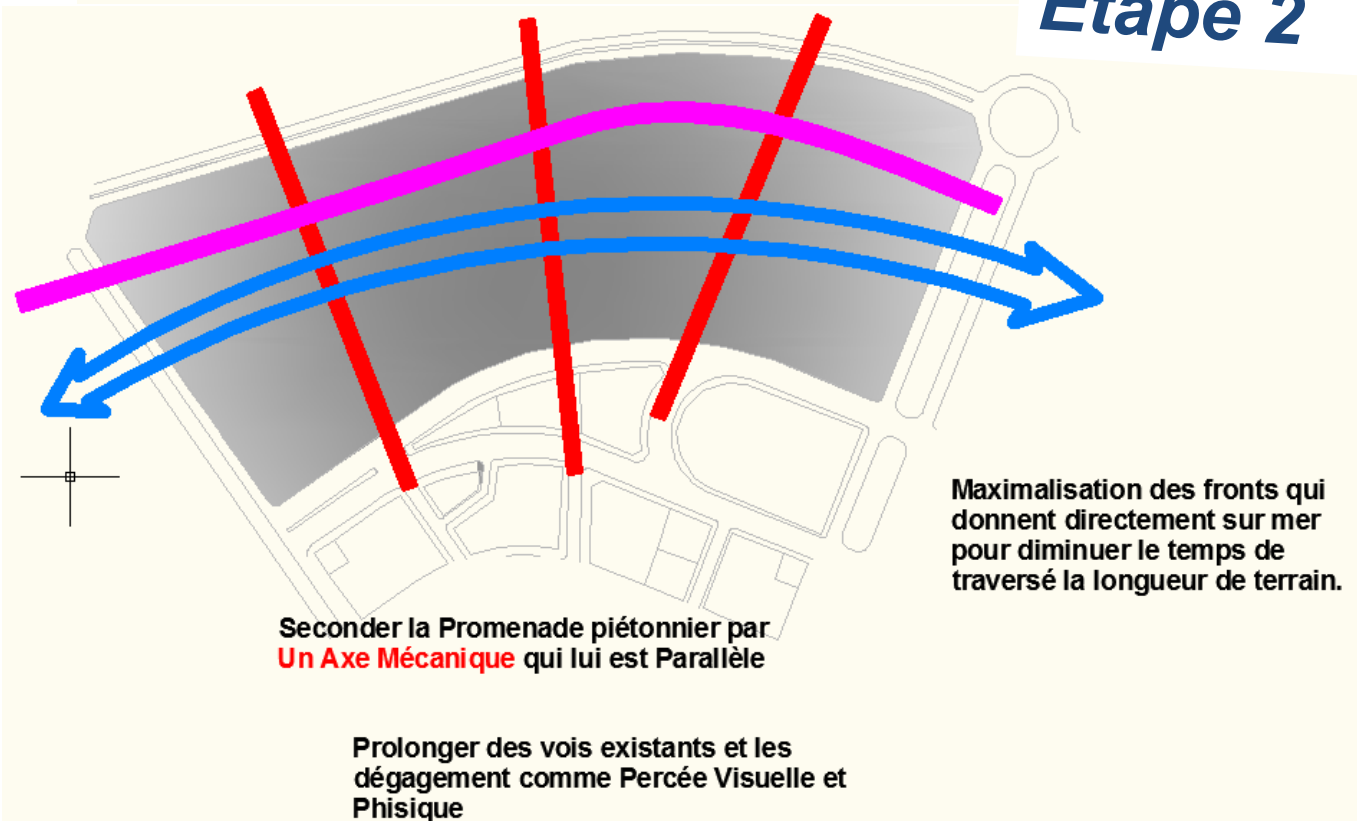 Etape 2
Maximalisation des fronts qui
donnent directement sur mer
pour diminuer le temps de
traversé la longueur de terrain.
Seconder la Promenade piétonnier par
Un Axe Mécanique qui lui est Parallèle
Prolonger des vois existants et les
dégagement comme Percée Visuelle et
Phisique